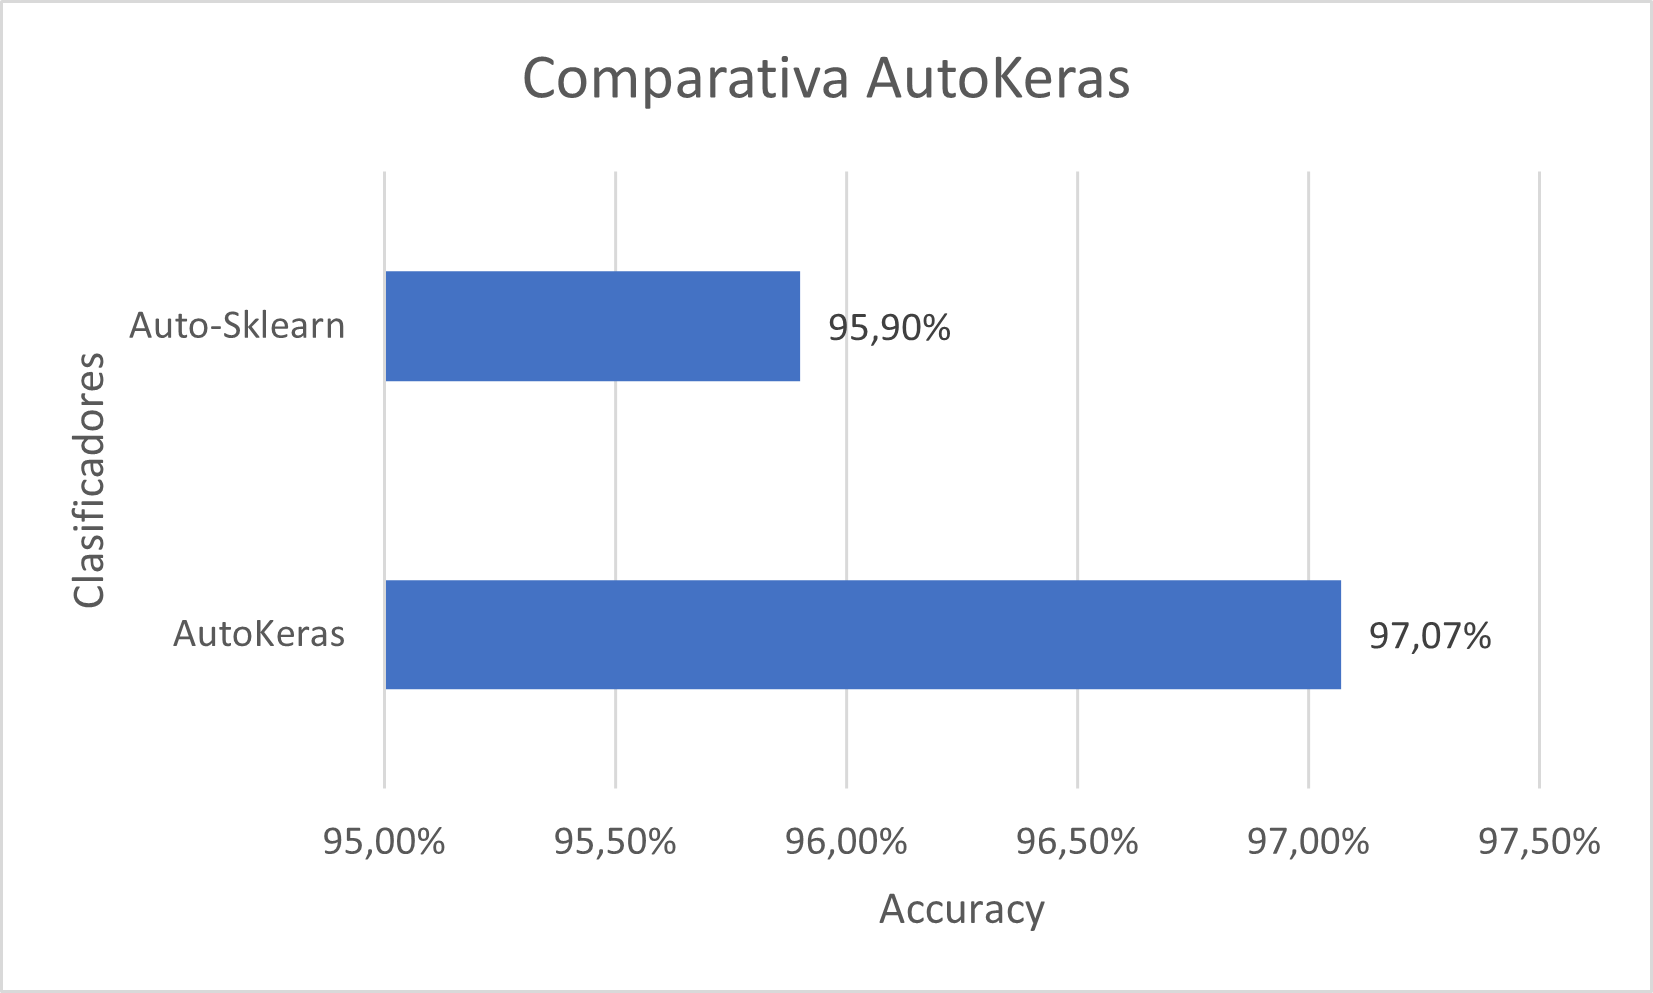 Comparativa AutoKeras
Clasificadores
Auto-Sklearn
95,90%
AutoKeras
97,07%
95,00% 95,50% 96,00% 96,50% 97,00% 97,50%
Accuracy